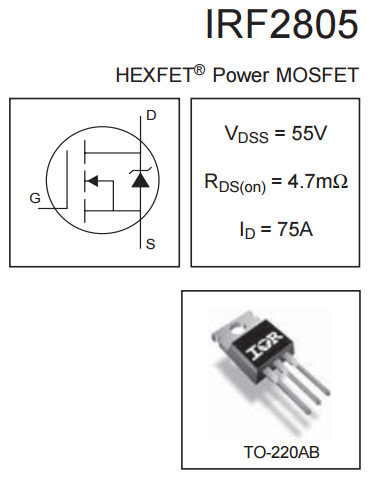 IRF2805
HEXFET® Power MOSFET
D
G
S
VDSS = 55V
RDS(on) = 4.7mΩ
ID = 75A
IOR
TO-220AB